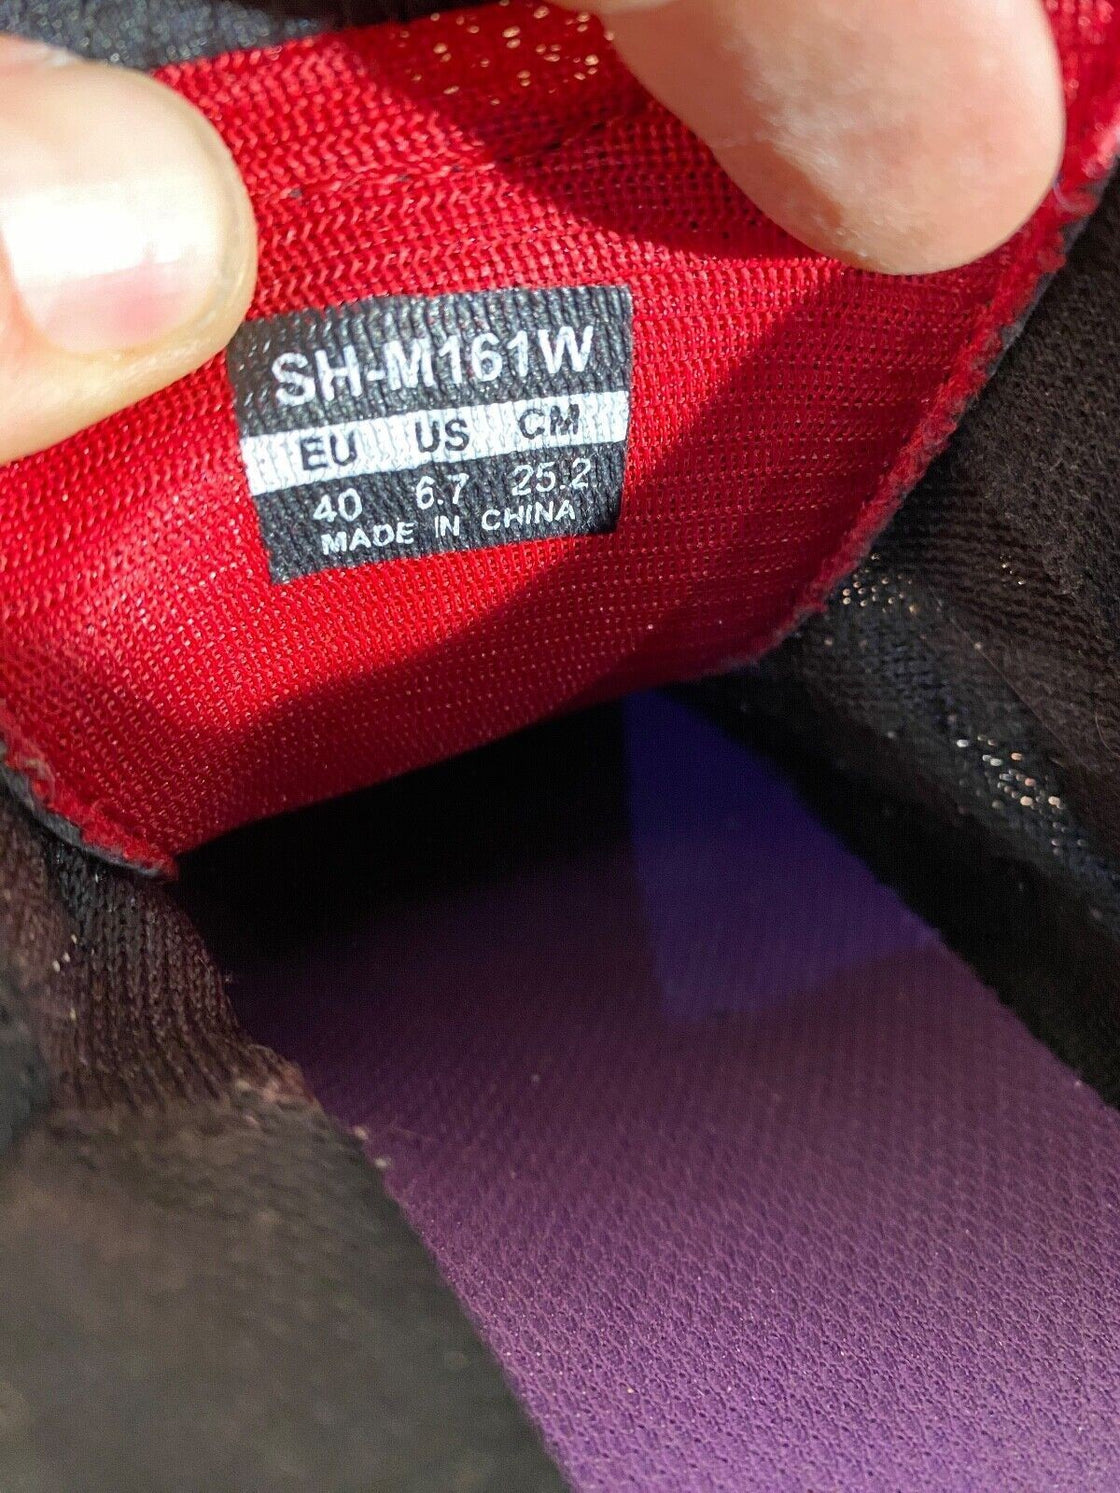 SH-M161W
EU US CM
40 6.7 25.2
MADE IN CHINA